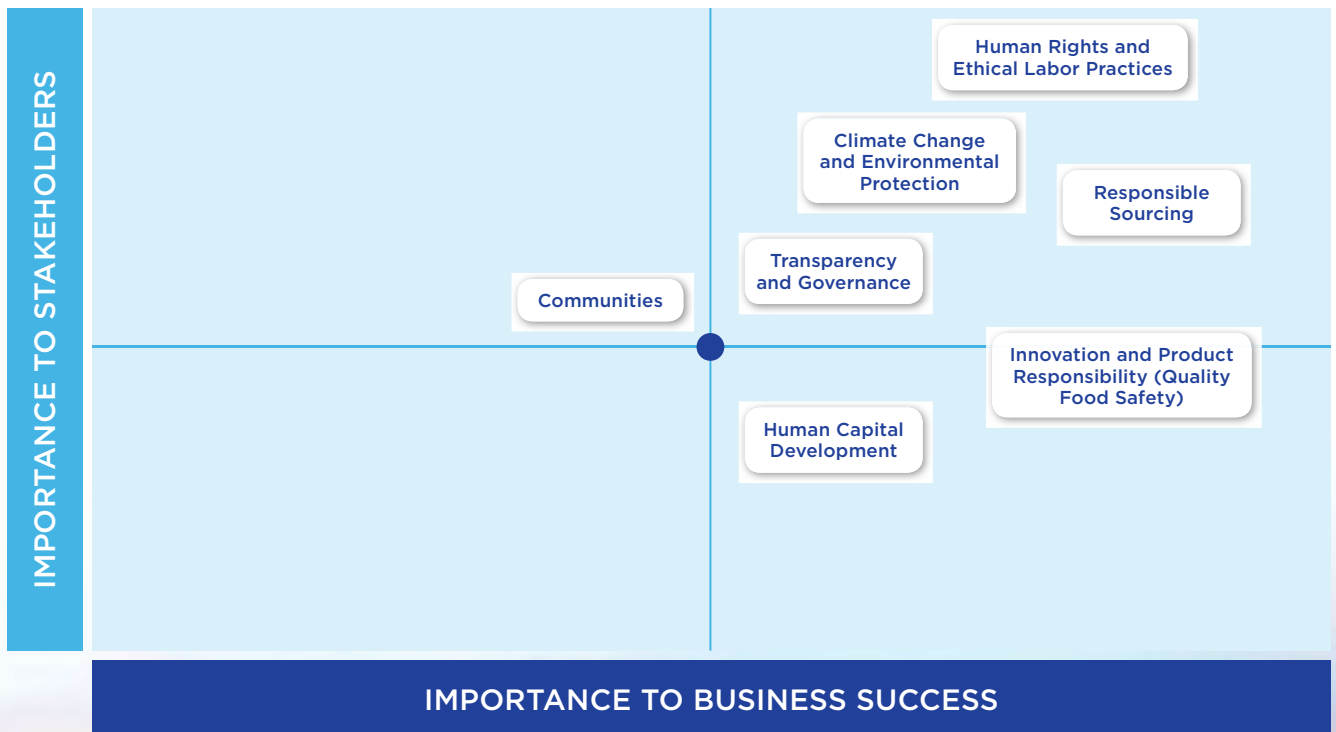 IMPORTANCE TO STAKEHOLDERS
Human Rights and
Ethical Labor Practices
Climate Change
and Environmental
Protection
Responsible
Sourcing
Transparency
and Governance
Communities
Innovation and Product
Responsibility (Quality
Food Safety)
Human Capital
Development
IMPORTANCE TO BUSINESS SUCCESS